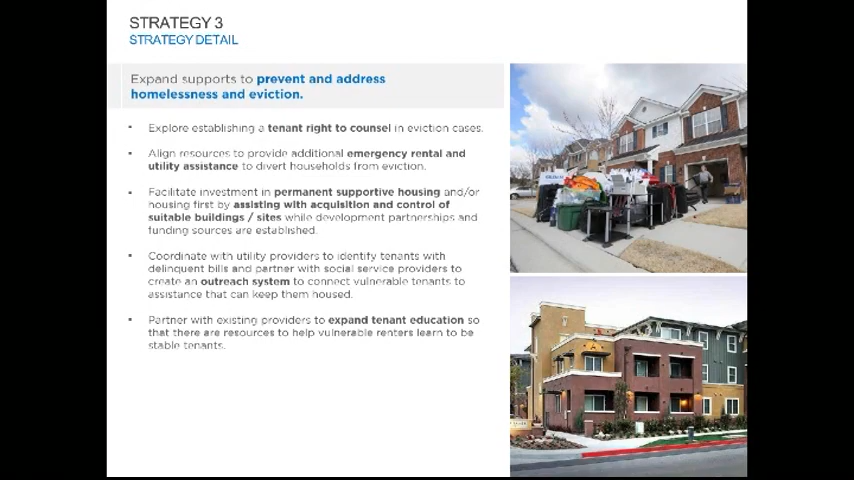 STRATEGY 3
STRATEGY DETAIL
Expand supports to prevent and address
homelessness and eviction.
▪ Explore establishing a tenant right to counsel in eviction cases.
▪ Align resources to provide additional emergency rental and
utility assistance to divert households from eviction.
▪ Facilitate investment in permanent supportive housing and/or
housing first by assisting with acquisition and control of
suitable buildings / sites while development partnerships and
funding sources are established.
▪ Coordinate with utility providers to identify tenants with
delinquent bills and partner with social service providers to
create an outreach system to connect vulnerable tenants to
assistance that can keep them housed.
▪ Partner with existing providers to expand tenant education so
that there are resources to help vulnerable renters learn to be
stable tenants.